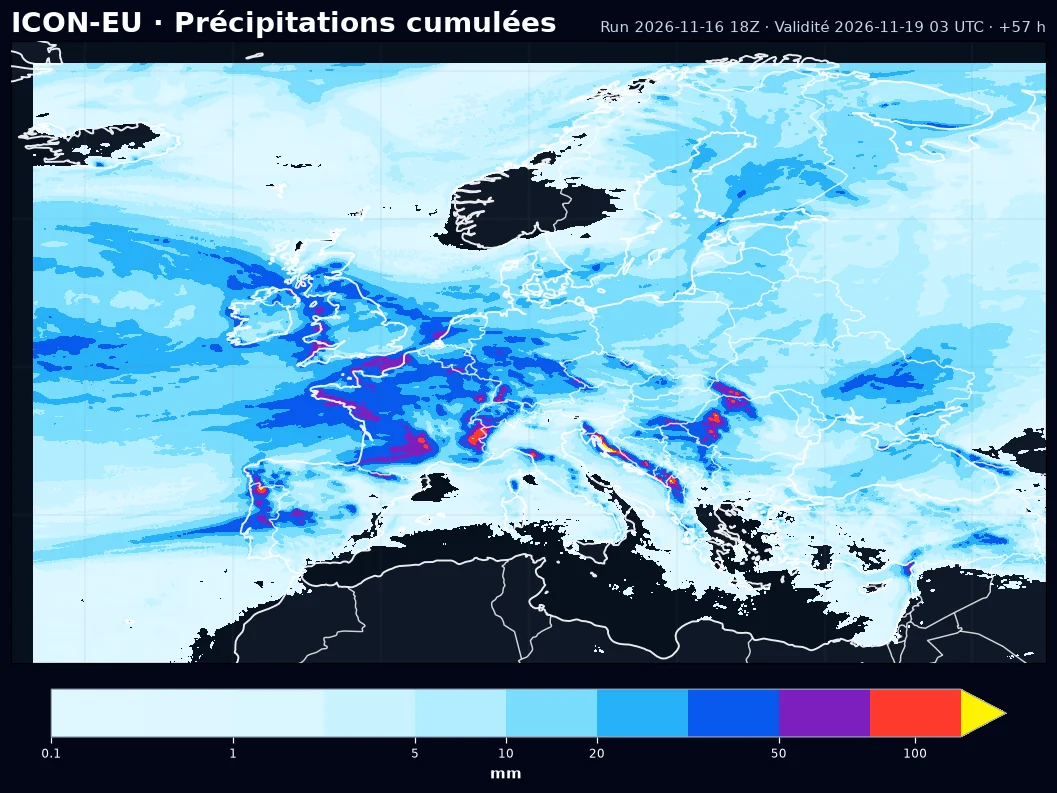 ICON-EU · Précipitations cumulées
Run 2026-11-16 18Z · Validité 2026-11-19 03 UTC · +57 h
0.1 1 5 10 20 50 100
mm